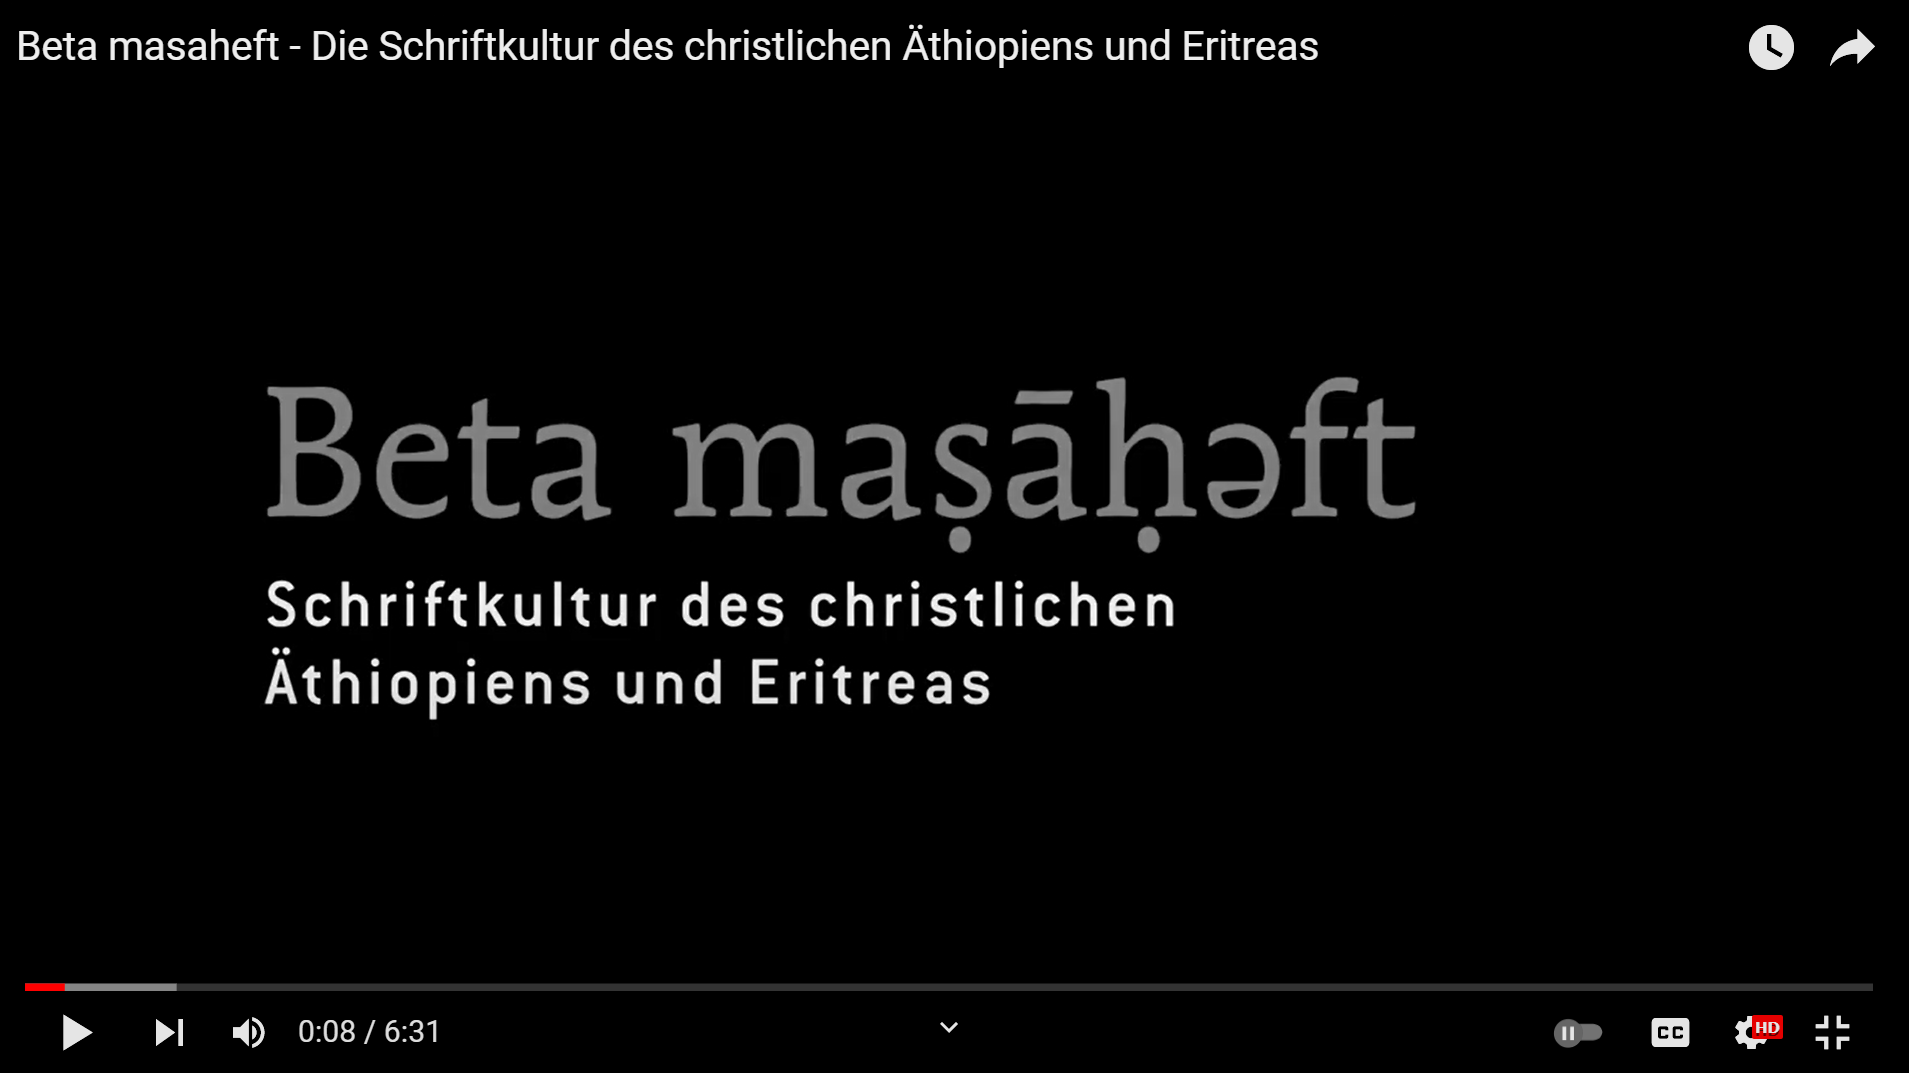 Beta masaheft - Die Schriftkultur des christlichen Äthiopiens und Eritreas
Beta maṣāḥǝft
Schriftkultur des christlichen
Äthiopiens und Eritreas
0:08 / 6:31
CC
HD